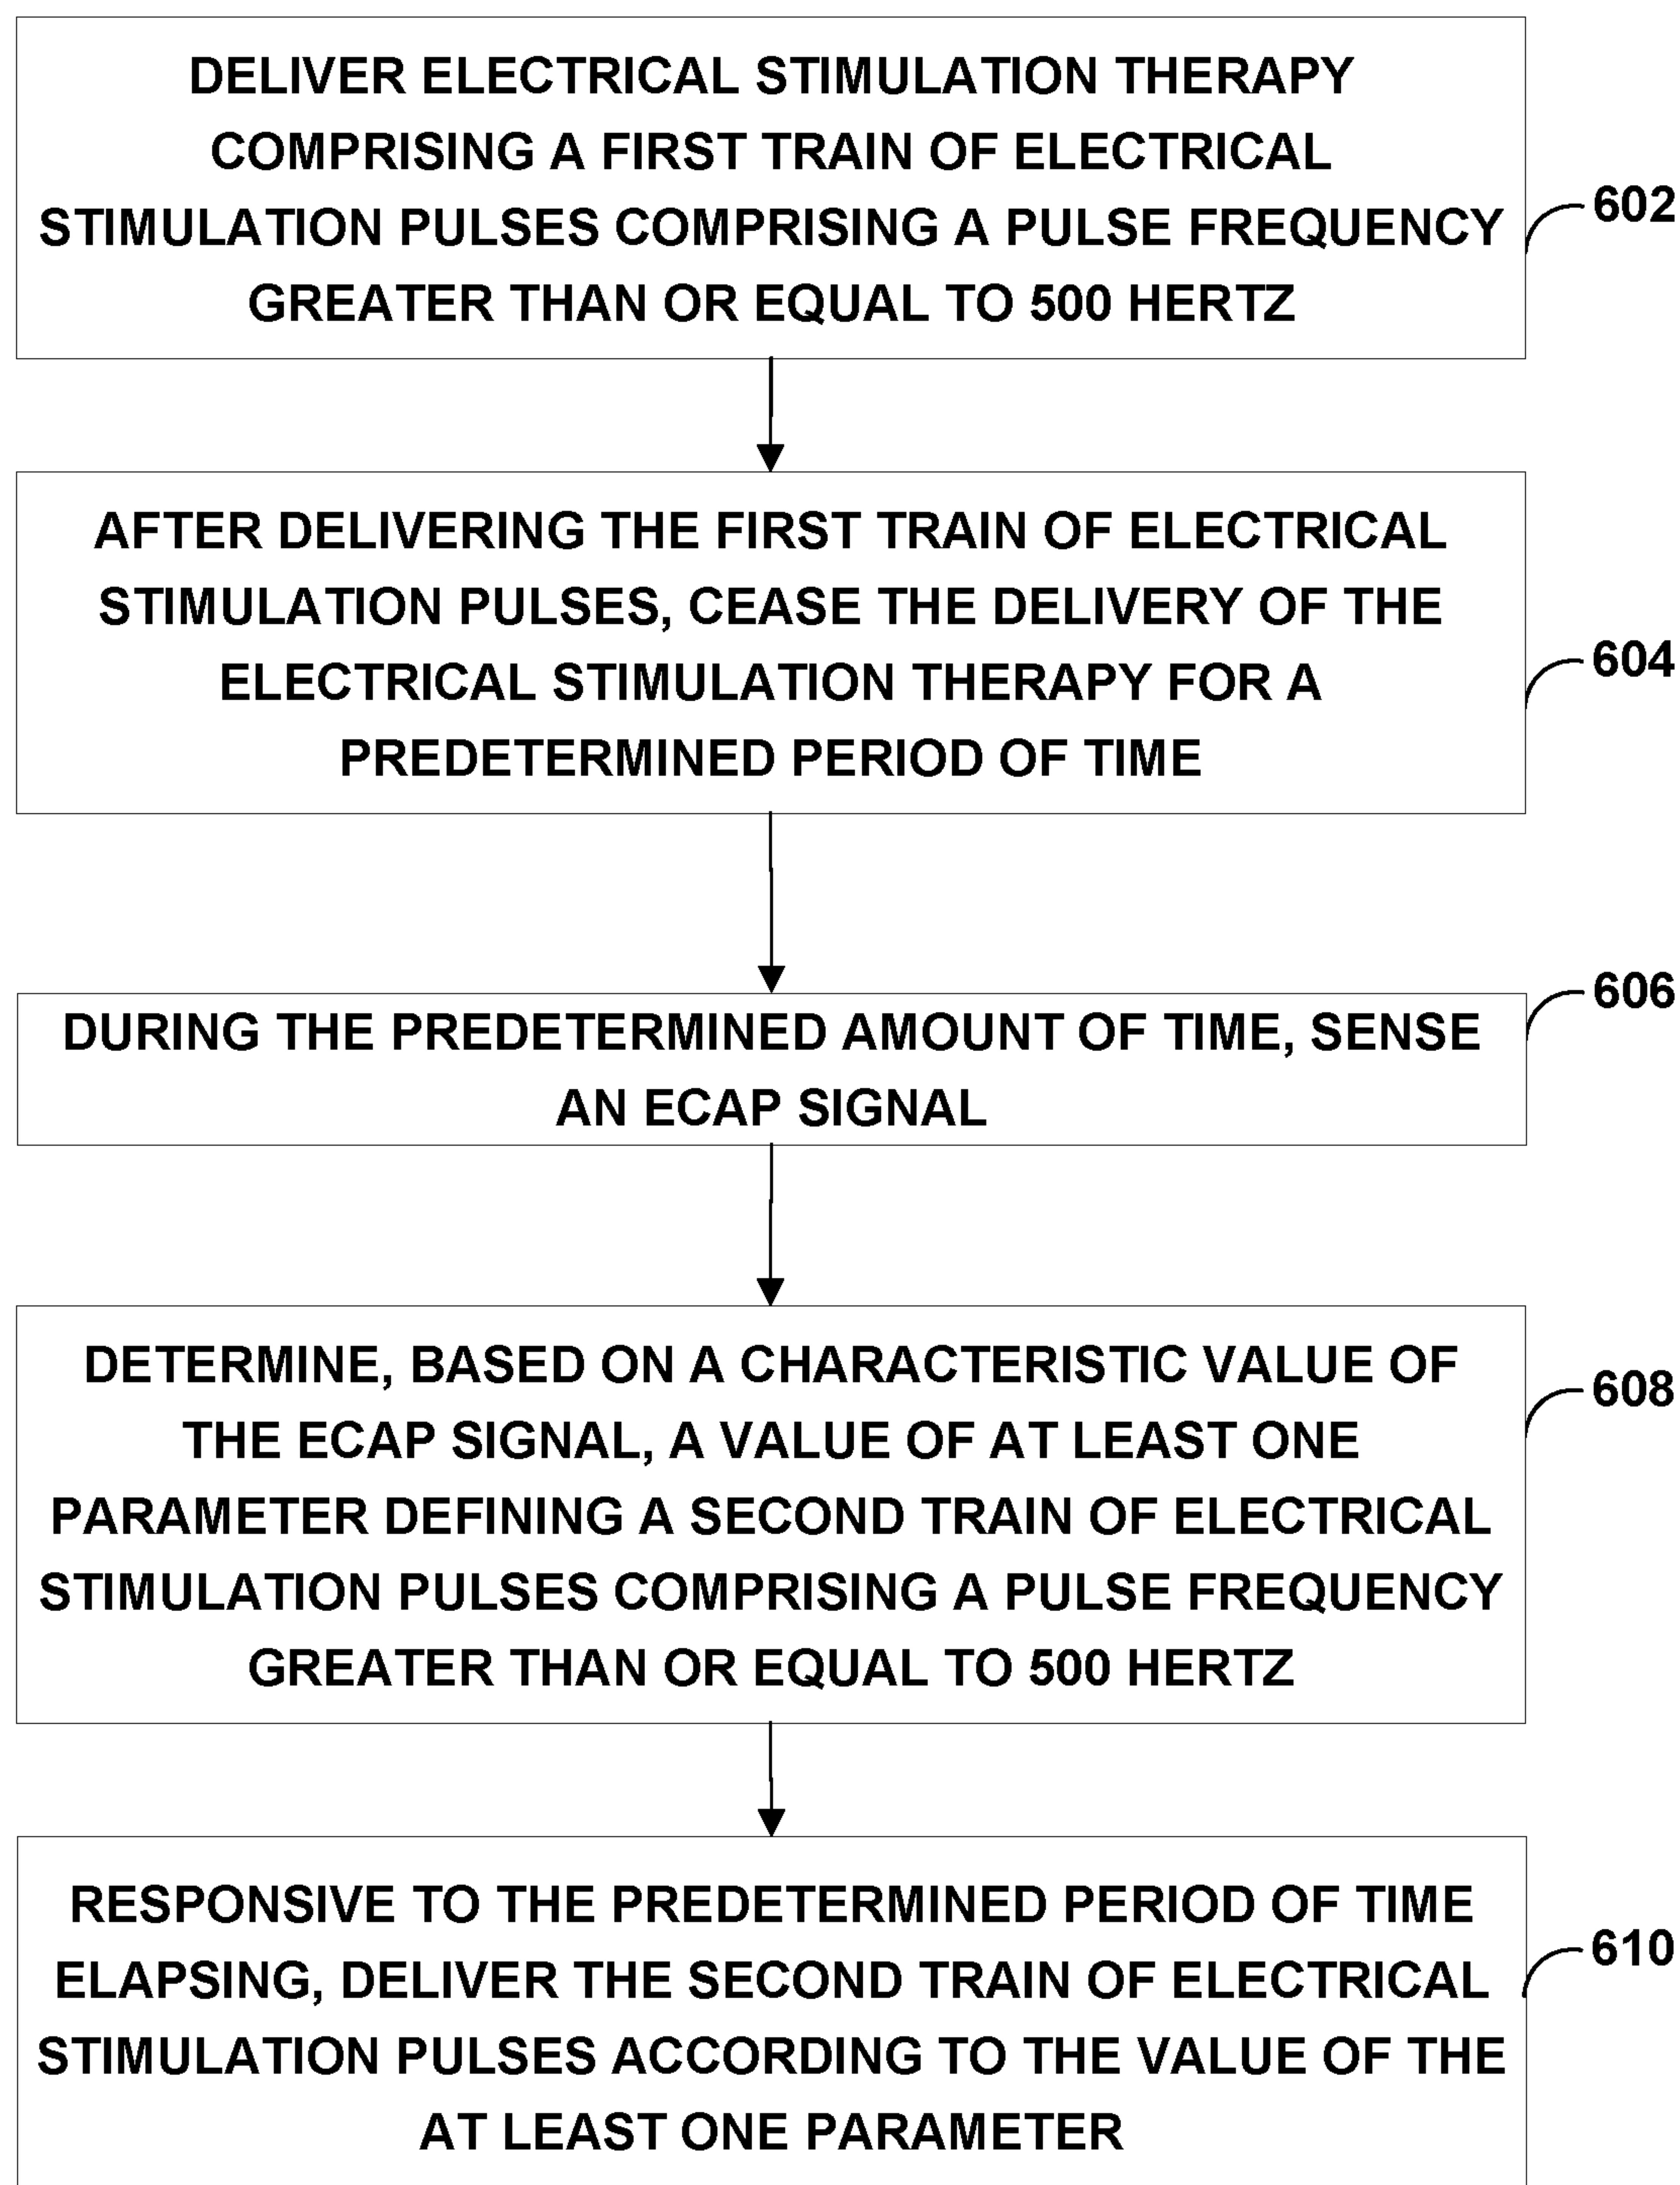 DELIVER ELECTRICAL STIMULATION THERAPY
COMPRISING A FIRST TRAIN OF ELECTRICAL
STIMULATION PULSES COMPRISING A PULSE FREQUENCY
GREATER THAN OR EQUAL TO 500 HERTZ
602
AFTER DELIVERING THE FIRST TRAIN OF ELECTRICAL
STIMULATION PULSES, CEASE THE DELIVERY OF THE
ELECTRICAL STIMULATION THERAPY FOR A
PREDETERMINED PERIOD OF TIME
604
DURING THE PREDETERMINED AMOUNT OF TIME, SENSE
AN ECAP SIGNAL
606
DETERMINE, BASED ON A CHARACTERISTIC VALUE OF
THE ECAP SIGNAL, A VALUE OF AT LEAST ONE
PARAMETER DEFINING A SECOND TRAIN OF ELECTRICAL
STIMULATION PULSES COMPRISING A PULSE FREQUENCY
GREATER THAN OR EQUAL TO 500 HERTZ
608
RESPONSIVE TO THE PREDETERMINED PERIOD OF TIME
ELAPSING, DELIVER THE SECOND TRAIN OF ELECTRICAL
STIMULATION PULSES ACCORDING TO THE VALUE OF THE
AT LEAST ONE PARAMETER
610